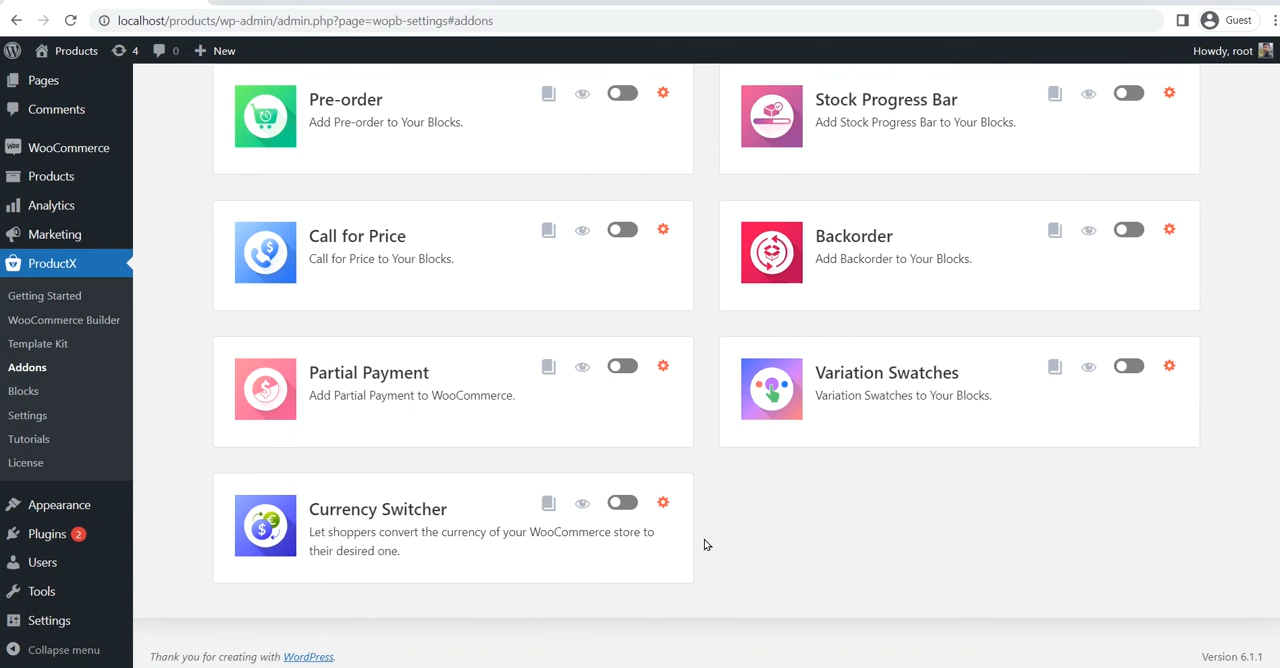 localhost/products/wp-admin/admin.php?page=wopb-settings#addons
Guest
Products
4
0
New
Howdy, root
Pages
Comments
WooCommerce
Products
Analytics
Marketing
ProductX
Getting Started
WooCommerce Builder
Template Kit
Addons
Blocks
Settings
Tutorials
License
Appearance
Plugins 2
Users
Tools
Settings
Collapse menu
Pre-order
Add Pre-order to Your Blocks.
Stock Progress Bar
Add Stock Progress Bar to Your Blocks.
Call for Price
Call for Price to Your Blocks.
Backorder
Add Backorder to Your Blocks.
Partial Payment
Add Partial Payment to WooCommerce.
Variation Swatches
Variation Swatches to Your Blocks.
Currency Switcher
Let shoppers convert the currency of your WooCommerce store to
their desired one.
Thank you for creating with WordPress.
Version 6.1.1